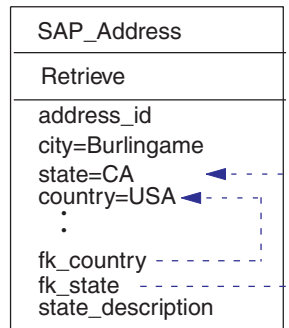 SAP_Address
Retrieve
address_id
city=Burlingame
state=CA
country=USA
fk_country
fk_state
state_description